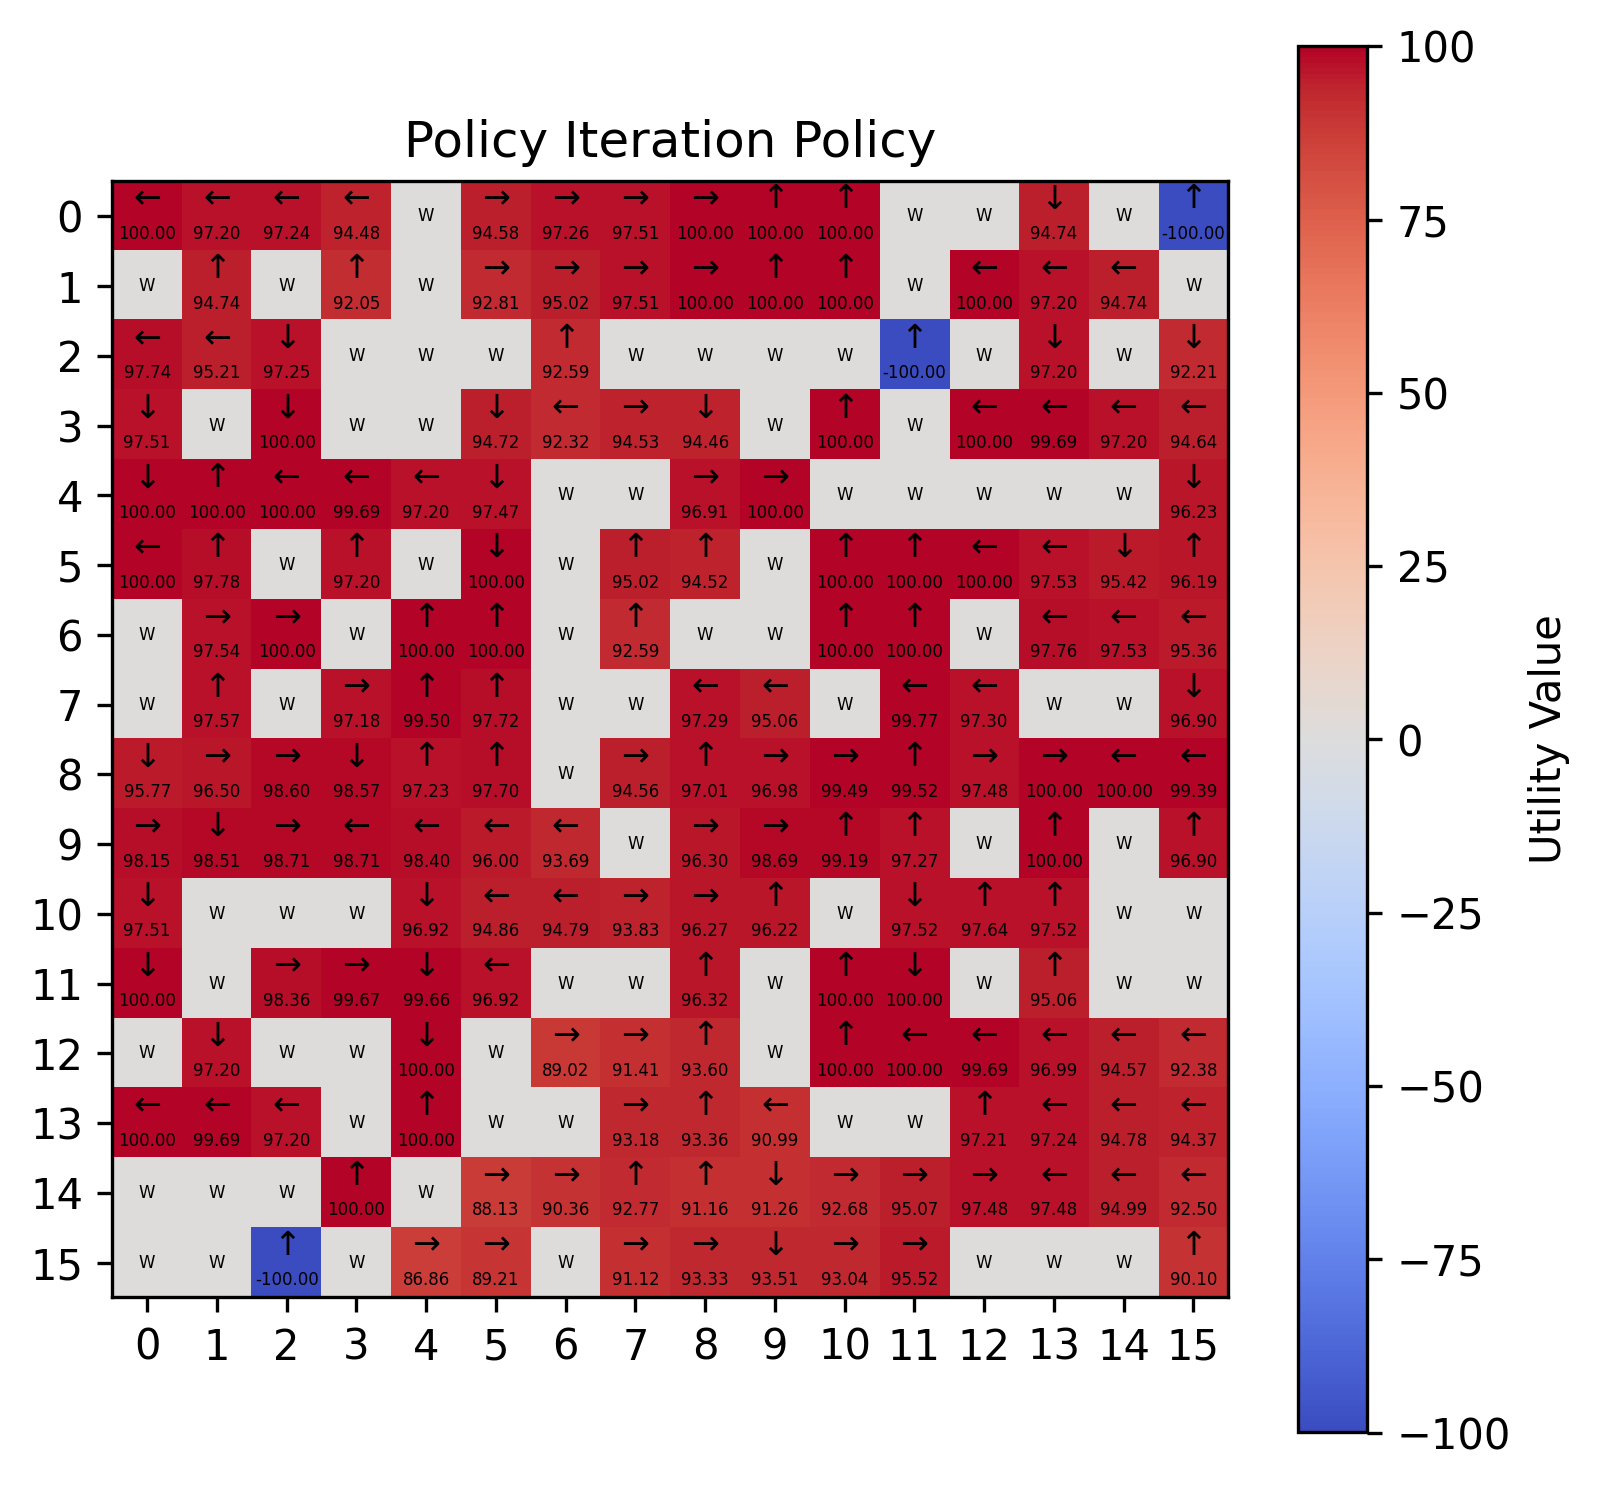 Policy Iteration Policy
100
75
50
25
0
−25
−50
−75
−100
Utility Value
0 ← ← ← ← W → → → → ↑ ↑ W W ↓ W ↑
100.00 97.20 97.24 94.48 94.58 97.26 97.51 100.00 100.00 100.00 94.74 -100.00
1 W ↑ W ↑ W → → → → ↑ ↑ W ← ← ← W
94.74 92.05 92.81 95.02 97.51 100.00 100.00 100.00 100.00 97.20 94.74
2 ← ← ↓ W W W ↑ W W W W ↑ W ↓ W ↓
97.74 95.21 97.25 92.59 -100.00 97.20 92.21
3 ↓ W ↓ W W ↓ ← → ↓ W ↑ W ← ← ← ←
97.51 100.00 94.72 92.32 94.53 94.46 100.00 100.00 99.69 97.20 94.64
4 ↓ ↑ ← ← ← ↓ W W → → W W W W W ↓
100.00 100.00 100.00 99.69 97.20 97.47 96.91 100.00 96.23
5 ← ↑ W ↑ W ↓ W ↑ ↑ W ↑ ↑ ← ← ↓ ↑
100.00 97.78 97.20 100.00 95.02 94.52 100.00 100.00 100.00 97.53 95.42 96.19
6 W → → W ↑ ↑ W ↑ W W ↑ ↑ W ← ← ←
97.54 100.00 100.00 100.00 92.59 100.00 100.00 97.76 97.53 95.36
7 W ↑ W → ↑ ↑ W W ← ← W ← ← W W ↓
97.57 97.18 99.50 97.72 97.29 95.06 99.77 97.30 96.90
8 ↓ → → ↓ ↑ ↑ W → ↑ → → ↑ → → ← ←
95.77 96.50 98.60 98.57 97.23 97.70 94.56 97.01 96.98 99.49 99.52 97.48 100.00 100.00 99.39
9 → ↓ → ← ← ← ← W → → ↑ ↑ W ↑ W ↑
98.15 98.51 98.71 98.71 98.40 96.00 93.69 96.30 98.69 99.19 97.27 100.00 96.90
10 ↓ W W W ↓ ← ← → → ↑ W ↓ ↑ ↑ W W
97.51 96.92 94.86 94.79 93.83 96.27 96.22 97.52 97.64 97.52
11 ↓ W → → ↓ ← W W ↑ W ↑ ↓ W ↑ W W
100.00 98.36 99.67 99.66 96.92 96.32 100.00 100.00 95.06
12 W ↓ W W ↓ W → → ↑ W ↑ ← ← ← ← ←
97.20 100.00 89.02 91.41 93.60 100.00 100.00 99.69 96.99 94.57 92.38
13 ← ← ← W ↑ W W → ↑ ← W W ↑ ← ← ←
100.00 99.69 97.20 100.00 93.18 93.36 90.99 97.21 97.24 94.78 94.37
14 W W W ↑ W → → ↑ ↑ ↓ → → → ← ← ←
100.00 88.13 90.36 92.77 91.16 91.26 92.68 95.07 97.48 97.48 94.99 92.50
15 W W ↑ W → → W → → ↓ → → W W W ↑
-100.00 86.86 89.21 91.12 93.33 93.51 93.04 95.52 90.10
0 1 2 3 4 5 6 7 8 9 10 11 12 13 14 15